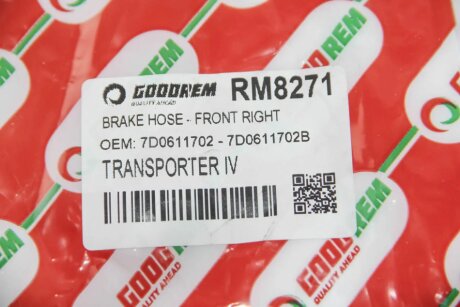 GOODREM RM8271
QUALITY AHEAD
BRAKE HOSE - FRONT RIGHT
OEM: 7D0611702 - 7D0611702B
TRANSPORTER IV
GOODREM
QUALITY AHEAD